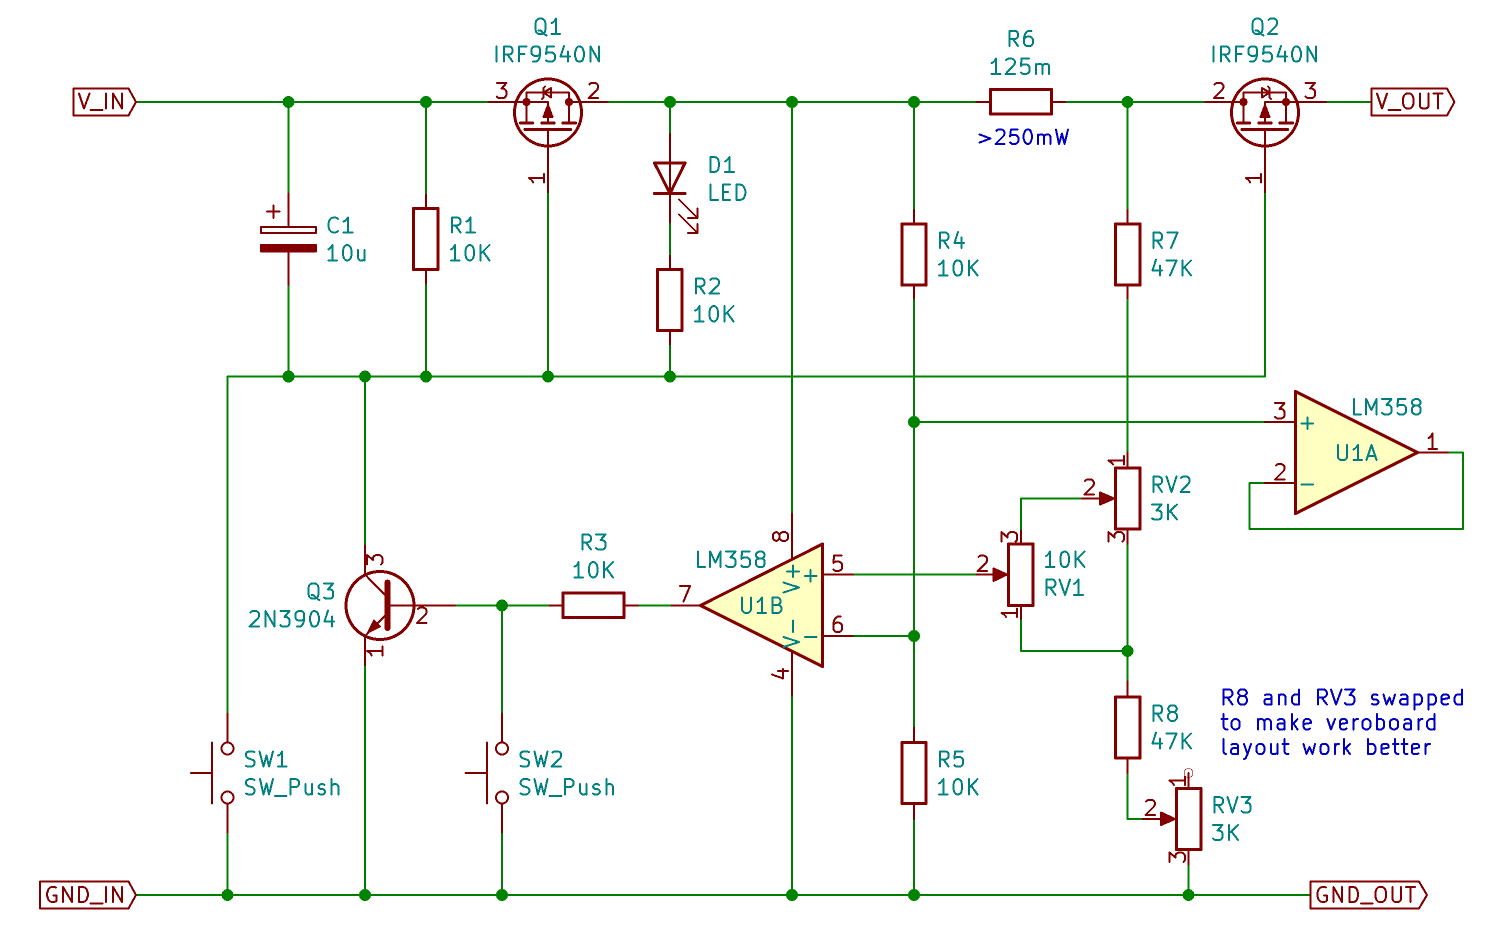 Q1
IRF9540N
Q2
IRF9540N
R6
125m
>250mW
V_IN
3
2
2
3
V_OUT
1
1
D1
LED
C1
10u
R1
10K
R4
10K
R7
47K
R2
10K
LM358
3
+
U1A
1
2
−
1
2
RV2
3K
3
R3
10K
LM358
8
V+
+
5
3
2
10K
RV1
1
7
U1B
V−
−
6
4
Q3
2N3904
3
2
1
R8
47K
R8 and RV3 swapped
to make veroboard
layout work better
SW1
SW_Push
SW2
SW_Push
R5
10K
1
2
RV3
3K
3
GND_IN
GND_OUT